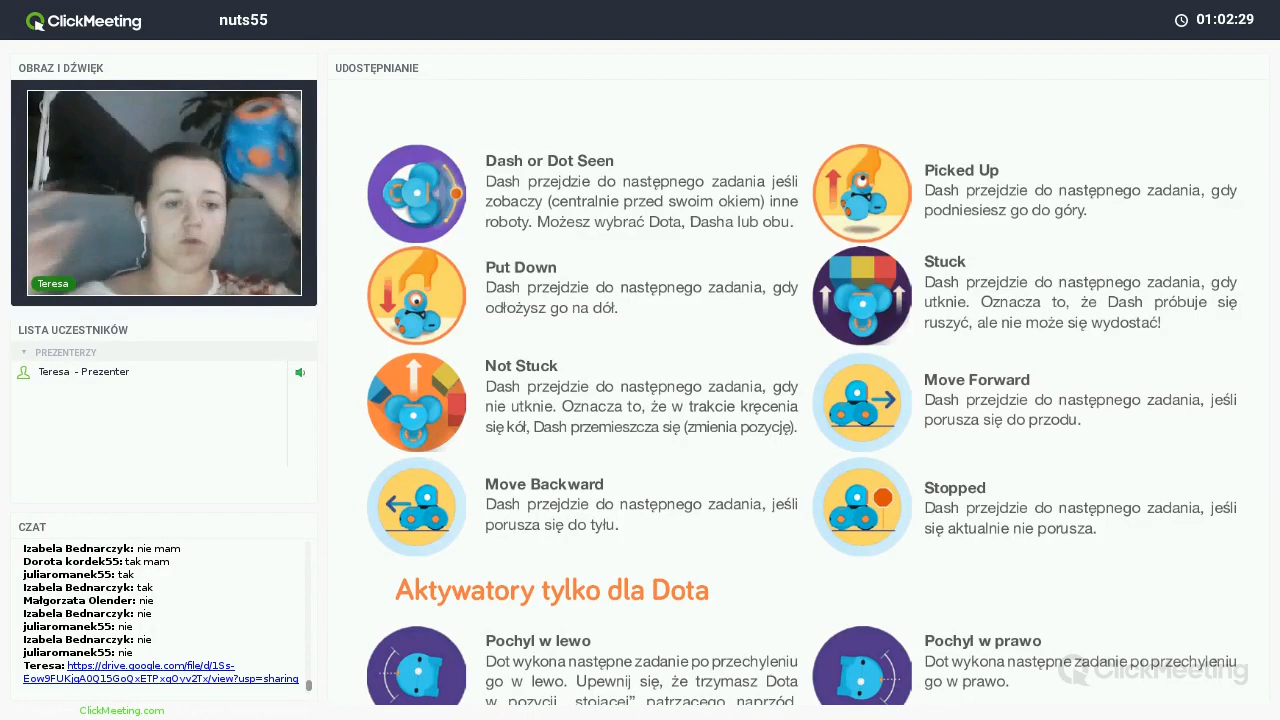 ClickMeeting
nuts55
01:02:29
OBRAZ I DŹWIĘK
Teresa
LISTA UCZESTNIKÓW
PREZENTERZY
Teresa - Prezenter
CZAT
Izabela Bednarczyk: nie mam
Dorota kordek55: tak mam
juliaromanek55: tak
Izabela Bednarczyk: tak
Małgorzata Olender: nie
Izabela Bednarczyk: nie
juliaromanek55: nie
Izabela Bednarczyk: nie
juliaromanek55: nie
Teresa: https://drive.google.com/file/d/1Ss-
ClickMeeting.com
UDOSTĘPNIANIE
Dash or Dot Seen
Dash przejdzie do następnego zadania jeśli
zobaczy (centralnie przed swoim okiem) inne
roboty. Możesz wybrać Dota, Dasha lub obu.
Picked Up
Dash przejdzie do następnego zadania, gdy
podniesiesz go do góry.
Put Down
Dash przejdzie do następnego zadania, gdy
odłożysz go na dół.
Stuck
Dash przejdzie do następnego zadania, gdy
utknie. Oznacza to, że Dash próbuje się
ruszyć, ale nie może się wydostać!
Not Stuck
Dash przejdzie do następnego zadania, gdy
nie utknie. Oznacza to, że w trakcie kręcenia
się kół, Dash przemieszcza się (zmienia pozycję).
Move Forward
Dash przejdzie do następnego zadania, jeśli
porusza się do przodu.
Move Backward
Dash przejdzie do następnego zadania, jeśli
porusza się do tyłu.
Stopped
Dash przejdzie do następnego zadania, jeśli
się aktualnie nie porusza.
Aktywatory tylko dla Dota
Pochyl w lewo
Dot wykona następne zadanie po przechyleniu
go w lewo. Upewnij się, że trzymasz Dota
w pozycji „stojącej” patrzącego naprzód.
Pochyl w prawo
Dot wykona następne zadanie po przechyleniu
go w prawo.
ClickMeeting